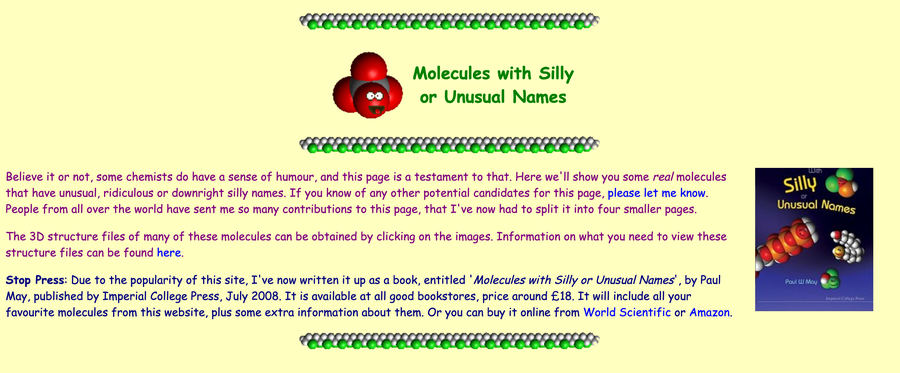 Molecules with Silly
or Unusual Names
Believe it or not, some chemists do have a sense of humour, and this page is a testament to that. Here we'll show you some real molecules
that have unusual, ridiculous or downright silly names. If you know of any other potential candidates for this page, please let me know.
People from all over the world have sent me so many contributions to this page, that I've now had to split it into four smaller pages.
The 3D structure files of many of these molecules can be obtained by clicking on the images. Information on what you need to view these
structure files can be found here.
Stop Press: Due to the popularity of this site, I've now written it up as a book, entitled 'Molecules with Silly or Unusual Names', by Paul
May, published by Imperial College Press, July 2008. It is available at all good bookstores, price around £18. It will include all your
favourite molecules from this website, plus some extra information about them. Or you can buy it online from World Scientific or Amazon.
With
Silly
or
Unusual Names
Paul W May
Imperial College Press